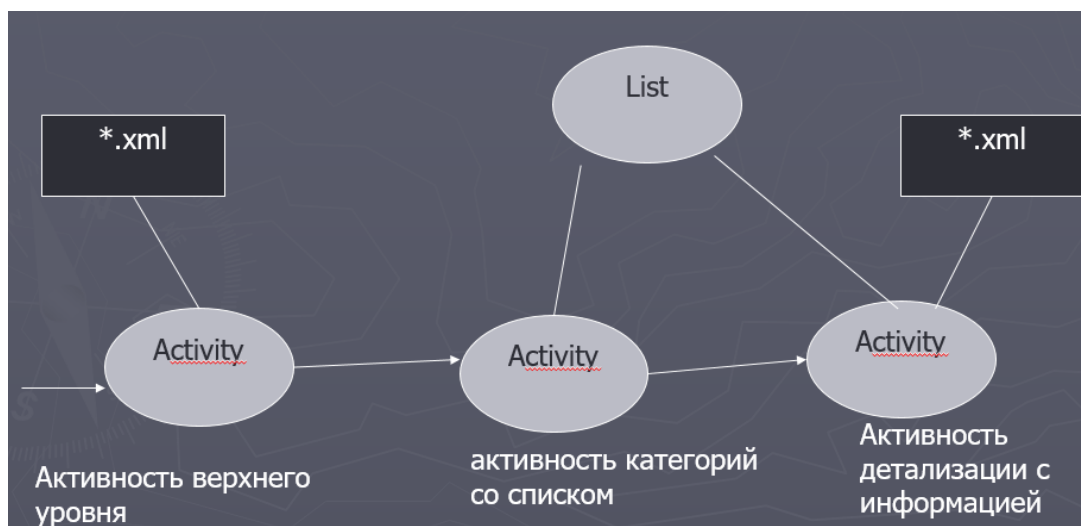 List
*.xml
*.xml
Activity
Activity
Activity
Активность верхнего
уровня
активность категорий
со списком
Активность
детализации с
информацией